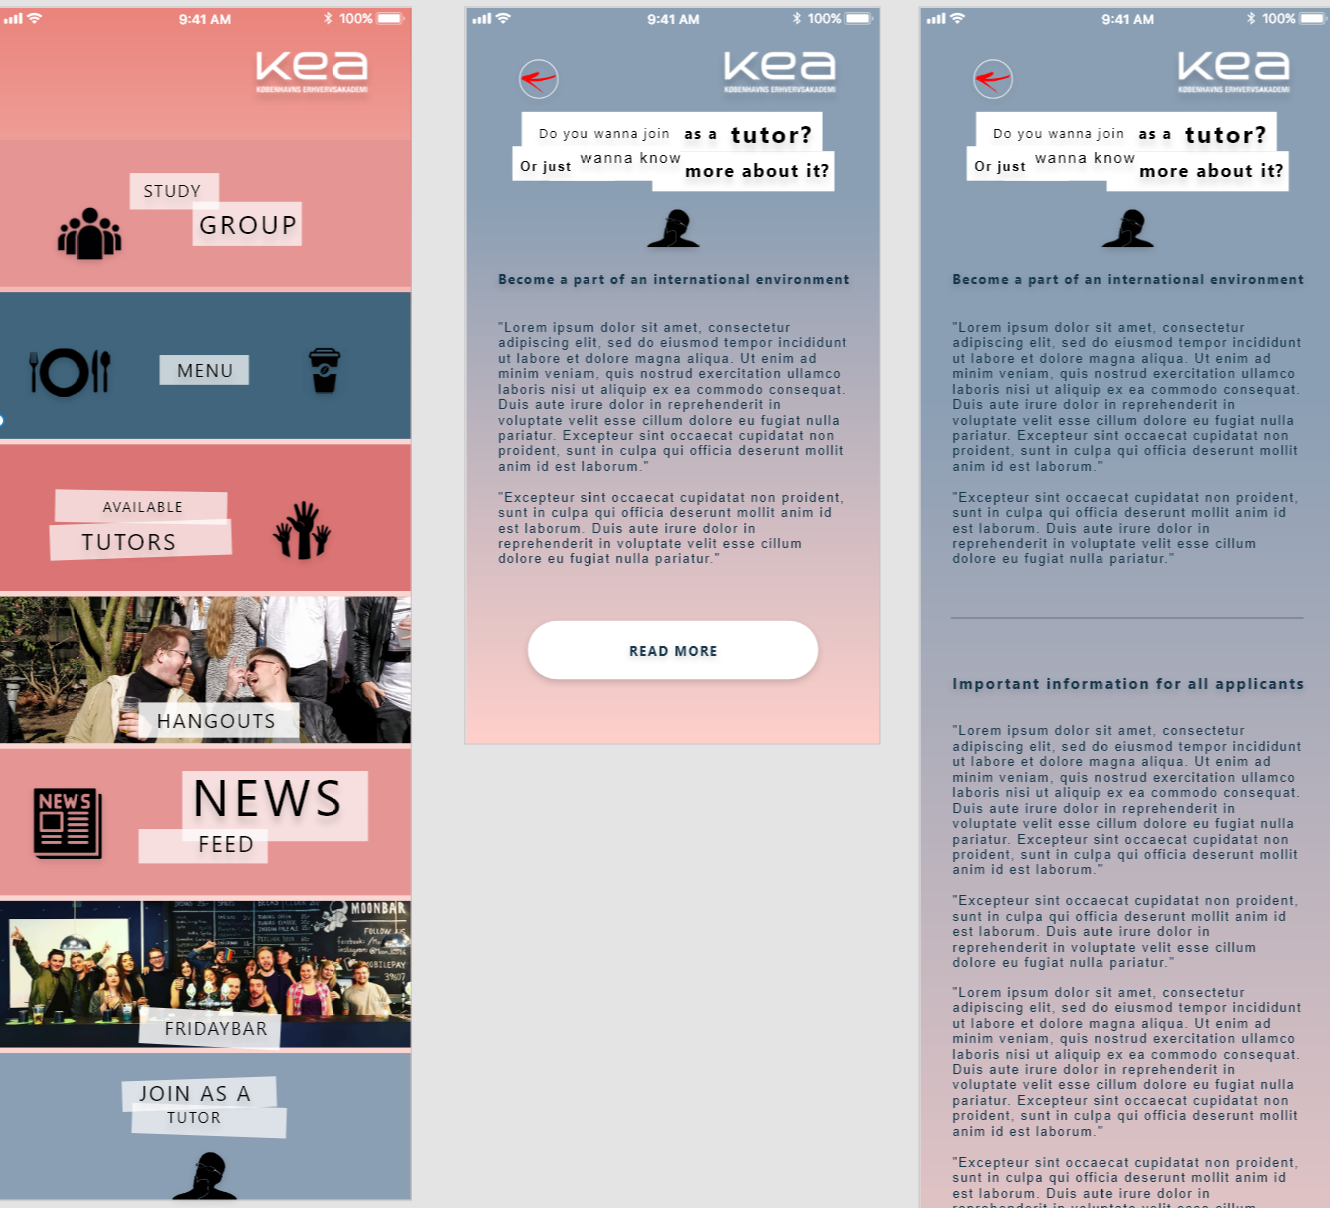 9:41 AM
100%
kea
KØBENHAVNS ERHVERVSAKADEMI
STUDY
GROUP
MENU
AVAILABLE
TUTORS
HANGOUTS
NEWS
NEWS
FEED
MOONBAR
FOLLOW US
MOBILEPAY
39607
FRIDAYBAR
JOIN AS A
TUTOR
9:41 AM
100%
kea
KØBENHAVNS ERHVERVSAKADEMI
Do you wanna join as a tutor?
Or just wanna know more about it?
Become a part of an international environment
"Lorem ipsum dolor sit amet, consectetur
adipiscing elit, sed do eiusmod tempor incididunt
ut labore et dolore magna aliqua. Ut enim ad
minim veniam, quis nostrud exercitation ullamco
laboris nisi ut aliquip ex ea commodo consequat.
Duis aute irure dolor in reprehenderit in
voluptate velit esse cillum dolore eu fugiat nulla
pariatur. Excepteur sint occaecat cupidatat non
proident, sunt in culpa qui officia deserunt mollit
anim id est laborum."
"Excepteur sint occaecat cupidatat non proident,
sunt in culpa qui officia deserunt mollit anim id
est laborum. Duis aute irure dolor in
reprehenderit in voluptate velit esse cillum
dolore eu fugiat nulla pariatur."
READ MORE
9:41 AM
100%
kea
KØBENHAVNS ERHVERVSAKADEMI
Do you wanna join as a tutor?
Or just wanna know more about it?
Become a part of an international environment
"Lorem ipsum dolor sit amet, consectetur
adipiscing elit, sed do eiusmod tempor incididunt
ut labore et dolore magna aliqua. Ut enim ad
minim veniam, quis nostrud exercitation ullamco
laboris nisi ut aliquip ex ea commodo consequat.
Duis aute irure dolor in reprehenderit in
voluptate velit esse cillum dolore eu fugiat nulla
pariatur. Excepteur sint occaecat cupidatat non
proident, sunt in culpa qui officia deserunt mollit
anim id est laborum."
"Excepteur sint occaecat cupidatat non proident,
sunt in culpa qui officia deserunt mollit anim id
est laborum. Duis aute irure dolor in
reprehenderit in voluptate velit esse cillum
dolore eu fugiat nulla pariatur."
Important information for all applicants
"Lorem ipsum dolor sit amet, consectetur
adipiscing elit, sed do eiusmod tempor incididunt
ut labore et dolore magna aliqua. Ut enim ad
minim veniam, quis nostrud exercitation ullamco
laboris nisi ut aliquip ex ea commodo consequat.
Duis aute irure dolor in reprehenderit in
voluptate velit esse cillum dolore eu fugiat nulla
pariatur. Excepteur sint occaecat cupidatat non
proident, sunt in culpa qui officia deserunt mollit
anim id est laborum."
"Excepteur sint occaecat cupidatat non proident,
sunt in culpa qui officia deserunt mollit anim id
est laborum. Duis aute irure dolor in
reprehenderit in voluptate velit esse cillum
dolore eu fugiat nulla pariatur."
"Lorem ipsum dolor sit amet, consectetur
adipiscing elit, sed do eiusmod tempor incididunt
ut labore et dolore magna aliqua. Ut enim ad
minim veniam, quis nostrud exercitation ullamco
laboris nisi ut aliquip ex ea commodo consequat.
Duis aute irure dolor in reprehenderit in
voluptate velit esse cillum dolore eu fugiat nulla
pariatur. Excepteur sint occaecat cupidatat non
proident, sunt in culpa qui officia deserunt mollit
anim id est laborum."
"Excepteur sint occaecat cupidatat non proident,
sunt in culpa qui officia deserunt mollit anim id
est laborum. Duis aute irure dolor in
reprehenderit in voluptate velit esse cillum